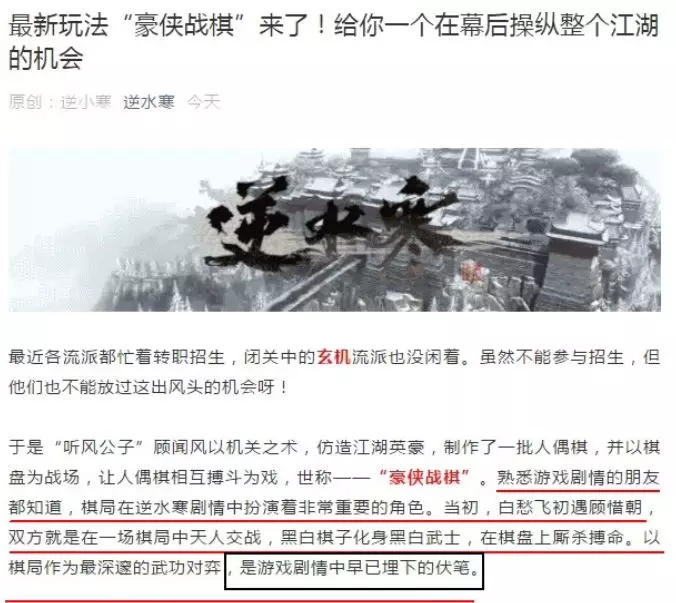 最新玩法“豪侠战棋”来了！给你一个在幕后操纵整个江湖
的机会
原创：逆小寒 逆水寒 今天
逆水寒
最近各流派都忙着转职招生，闭关中的玄机流派也没闲着。虽然不能参与招生，但
他们也不能放过这出风头的机会呀！
于是“听风公子”顾闻风以机关之术，仿造江湖英豪，制作了一批人偶棋，并以棋
盘为战场，让人偶棋相互搏斗为戏，世称——“豪侠战棋”。熟悉游戏剧情的朋友
都知道，棋局在逆水寒剧情中扮演着非常重要的角色。当初，白愁飞初遇顾惜朝，
双方就是在一场棋局中天人交战，黑白棋子化身黑白武士，在棋盘上厮杀搏命。以
棋局作为最深邃的武功对弈，是游戏剧情中早已埋下的伏笔。